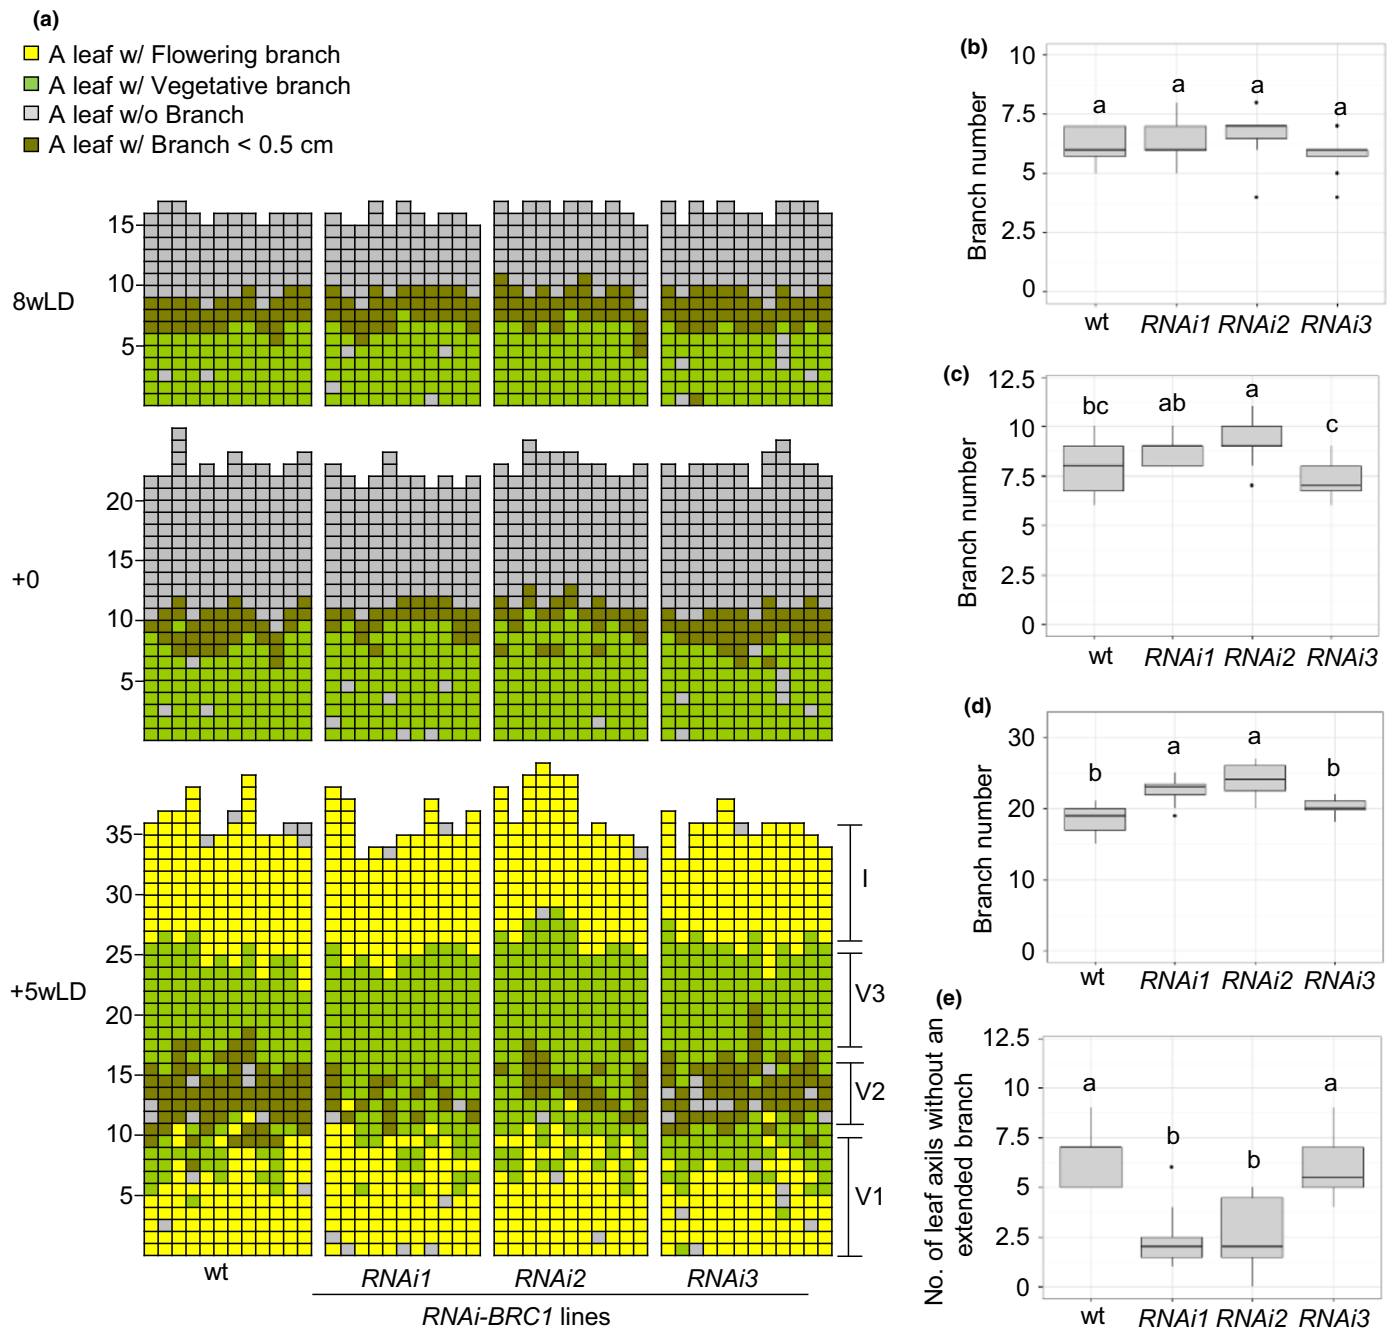 (a)
A leaf w/ Flowering branch
A leaf w/ Vegetative branch
A leaf w/o Branch
A leaf w/ Branch < 0.5 cm
8wLD
15
10
5
+0
20
15
10
5
+5wLD
35
30
25
20
15
10
5
I
V3
V2
V1
wt
RNAi1
RNAi2
RNAi3
RNAi-BRC1 lines
(b)
Branch number
10
7.5
5
2.5
0
a a a a
wt RNAi1 RNAi2 RNAi3
(c)
Branch number
12.5
10
7.5
5
2.5
0
bc ab a c
wt RNAi1 RNAi2 RNAi3
(d)
Branch number
30
20
10
0
b a a b
wt RNAi1 RNAi2 RNAi3
(e)
No. of leaf axils without an
extended branch
12.5
10
7.5
5
2.5
0
a b b a
wt RNAi1 RNAi2 RNAi3